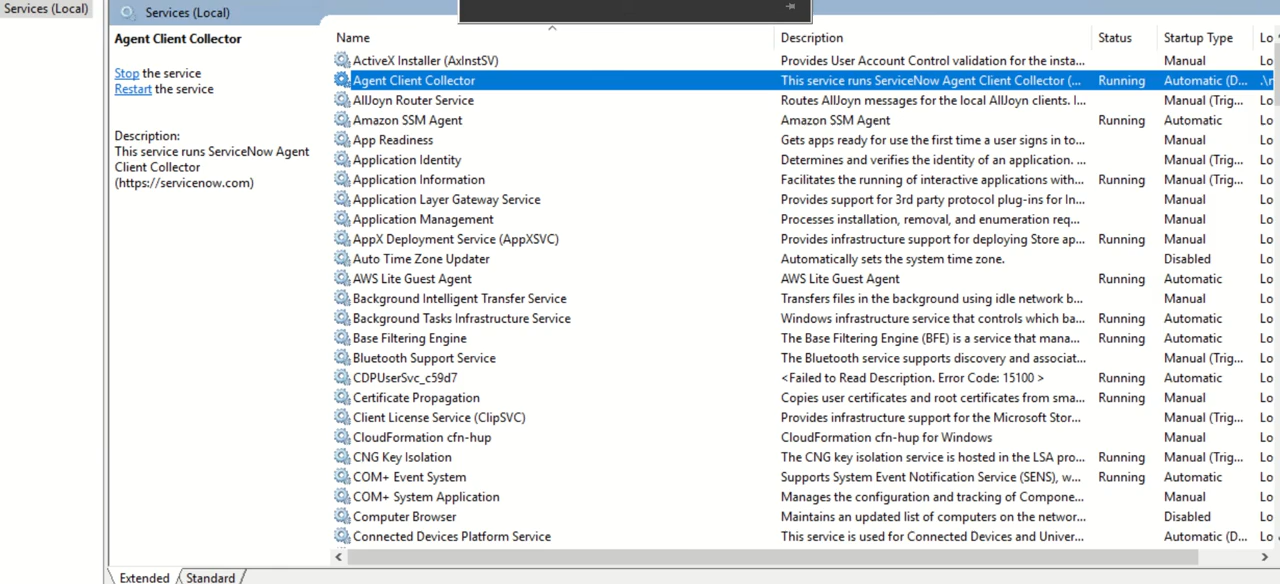 Services (Local)
Services (Local)
Agent Client Collector
Stop the service
Restart the service
Description:
This service runs ServiceNow Agent
Client Collector
(https://servicenow.com)
Name Description Status Startup Type Lo
ActiveX Installer (AxInstSV) Provides User Account Control validation for the insta... Manual Lo
Agent Client Collector This service runs ServiceNow Agent Client Collector (... Running Automatic (D... .\r
AllJoyn Router Service Routes AllJoyn messages for the local AllJoyn clients. I... Manual (Trig... Lo
Amazon SSM Agent Amazon SSM Agent Running Automatic Lo
App Readiness Gets apps ready for use the first time a user signs in to... Manual Lo
Application Identity Determines and verifies the identity of an application. ... Manual (Trig... Lo
Application Information Facilitates the running of interactive applications with... Running Manual (Trig... Lo
Application Layer Gateway Service Provides support for 3rd party protocol plug-ins for In... Manual Lo
Application Management Processes installation, removal, and enumeration req... Manual Lo
AppX Deployment Service (AppXSVC) Provides infrastructure support for deploying Store ap... Running Manual Lo
Auto Time Zone Updater Automatically sets the system time zone. Disabled Lo
AWS Lite Guest Agent AWS Lite Guest Agent Running Automatic Lo
Background Intelligent Transfer Service Transfers files in the background using idle network b... Manual Lo
Background Tasks Infrastructure Service Windows infrastructure service that controls which ba... Running Automatic Lo
Base Filtering Engine The Base Filtering Engine (BFE) is a service that mana... Running Automatic Lo
Bluetooth Support Service The Bluetooth service supports discovery and associat... Manual (Trig... Lo
CDPUserSvc_c59d7 <Failed to Read Description. Error Code: 15100 > Running Automatic Lo
Certificate Propagation Copies user certificates and root certificates from sma... Running Manual Lo
Client License Service (ClipSVC) Provides infrastructure support for the Microsoft Stor... Manual (Trig... Lo
CloudFormation cfn-hup CloudFormation cfn-hup for Windows Manual Lo
CNG Key Isolation The CNG key isolation service is hosted in the LSA pro... Running Manual (Trig... Lo
COM+ Event System Supports System Event Notification Service (SENS), w... Running Automatic Lo
COM+ System Application Manages the configuration and tracking of Compone... Manual Lo
Computer Browser Maintains an updated list of computers on the networ... Disabled Lo
Connected Devices Platform Service This service is used for Connected Devices and Univer... Automatic (D... Lo
Extended Standard